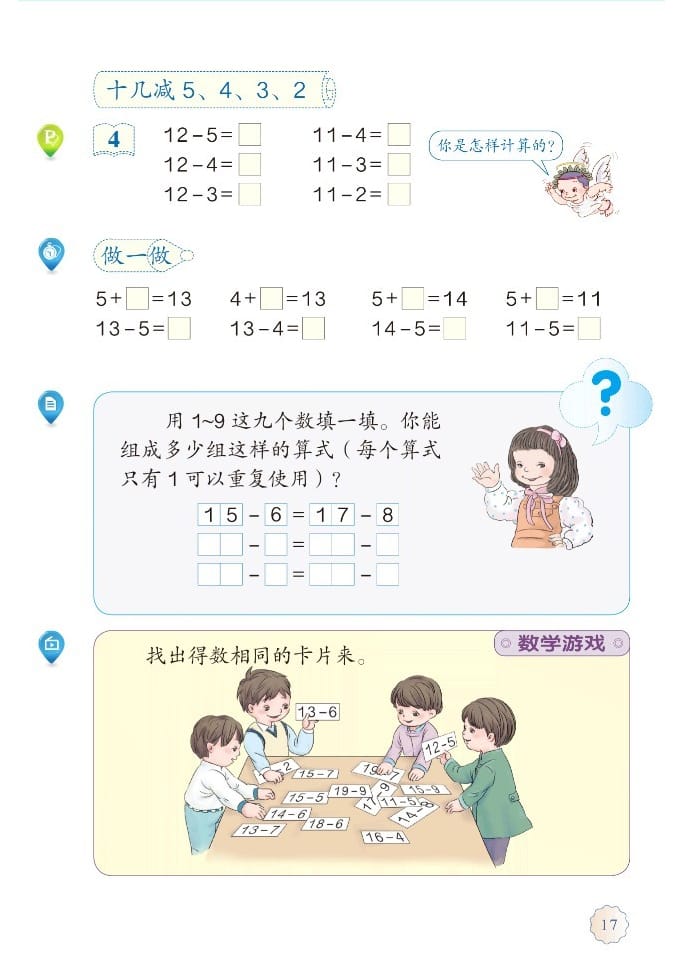 十几减 5、4、3、2
P
4
12－5＝ 11－4＝
12－4＝ 11－3＝
12－3＝ 11－2＝
你是怎样计算的？
做一做
5＋ ＝13 4＋ ＝13 5＋ ＝14 5＋ ＝11
13－5＝ 13－4＝ 14－5＝ 11－5＝
?
用 1~9 这九个数填一填。你能
组成多少组这样的算式（每个算式
只有 1 可以重复使用）？
1 5 － 6 ＝ 1 7 － 8
－ ＝ －
－ ＝ －
数学游戏
找出得数相同的卡片来。
13－6
12－5
15－7
19－9
15－9
15－5
17－9
11－5
14－8
14－6
13－7
18－6
16－4
17